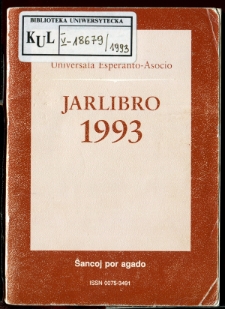 BIBLIOTEKA UNIWERSYTECKA
KUL V-18679/1993
Universala Esperanto-Asocio
JARLIBRO
1993
Ŝancoj por agado
ISSN 0075-3491